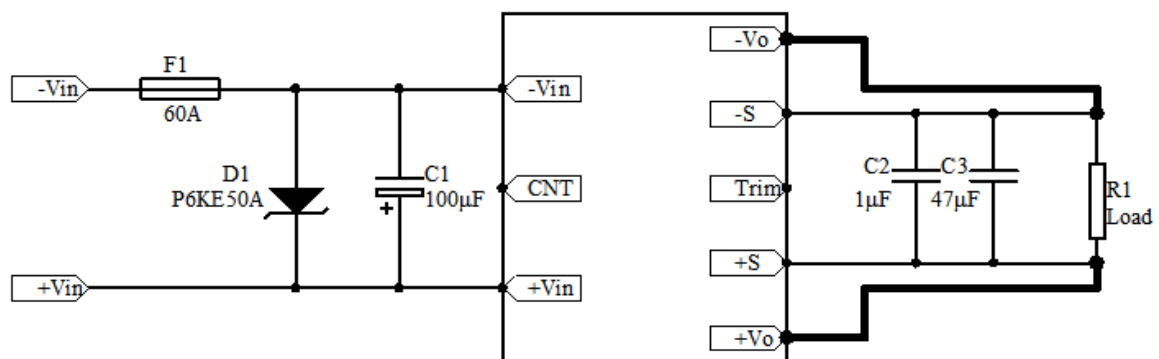 -Vo
F1
-Vin
-Vin
60A
-S
D1
P6KE50A
C1
100μF
CNT
Trim
C2
1μF
C3
47μF
R1
Load
+S
+Vin
+
+Vin
+Vo